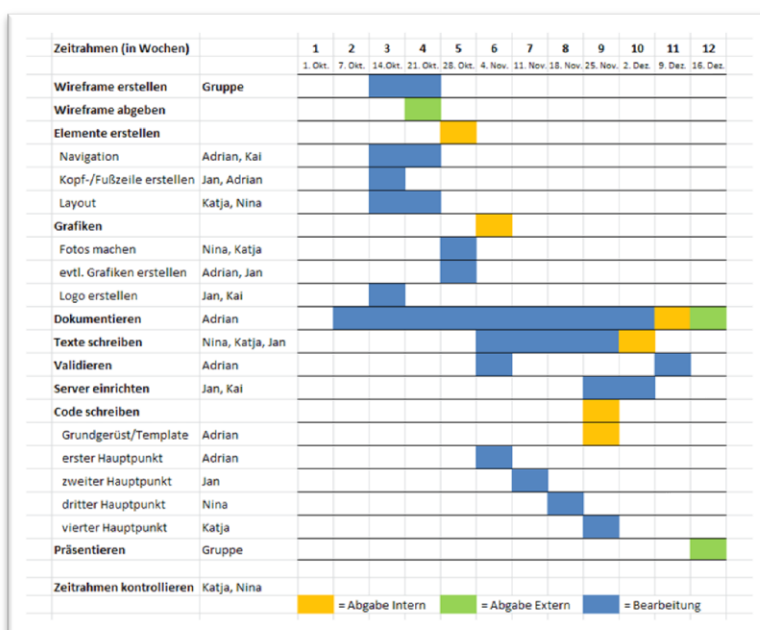 Zeitrahmen (in Wochen) 1 2 3 4 5 6 7 8 9 10 11 12
1. Okt. 7. Okt. 14.Okt. 21. Okt. 28. Okt. 4. Nov. 11. Nov. 18. Nov. 25. Nov. 2. Dez. 9. Dez. 16. Dez.
Wireframe erstellen Gruppe
Wireframe abgeben
Elemente erstellen
Navigation Adrian, Kai
Kopf-/Fußzeile erstellen Jan, Adrian
Layout Katja, Nina
Grafiken
Fotos machen Nina, Katja
evtl. Grafiken erstellen Adrian, Jan
Logo erstellen Jan, Kai
Dokumentieren Adrian
Texte schreiben Nina, Katja, Jan
Validieren Adrian
Server einrichten Jan, Kai
Code schreiben
Grundgerüst/Template Adrian
erster Hauptpunkt Adrian
zweiter Hauptpunkt Jan
dritter Hauptpunkt Nina
vierter Hauptpunkt Katja
Präsentieren Gruppe
Zeitrahmen kontrollieren Katja, Nina
= Abgabe Intern = Abgabe Extern = Bearbeitung